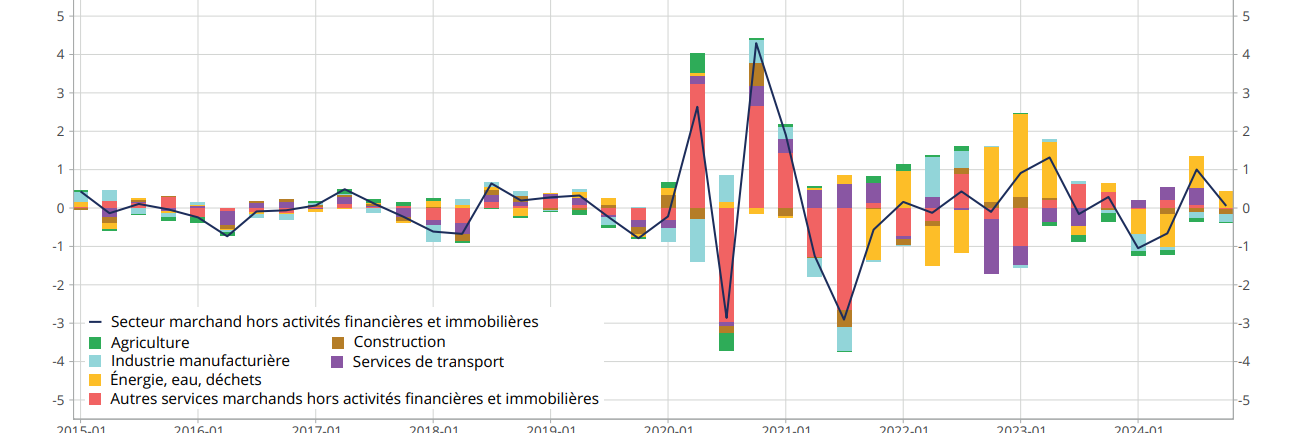 5 5
4 4
3 3
2 2
1 1
0 0
-1 -1
-2 -2
-3 -3
-4 -4
-5 -5
Secteur marchand hors activités financières et immobilières
Agriculture Construction
Industrie manufacturière Services de transport
Énergie, eau, déchets
Autres services marchands hors activités financières et immobilières
2015-01 2016-01 2017-01 2018-01 2019-01 2020-01 2021-01 2022-01 2023-01 2024-01